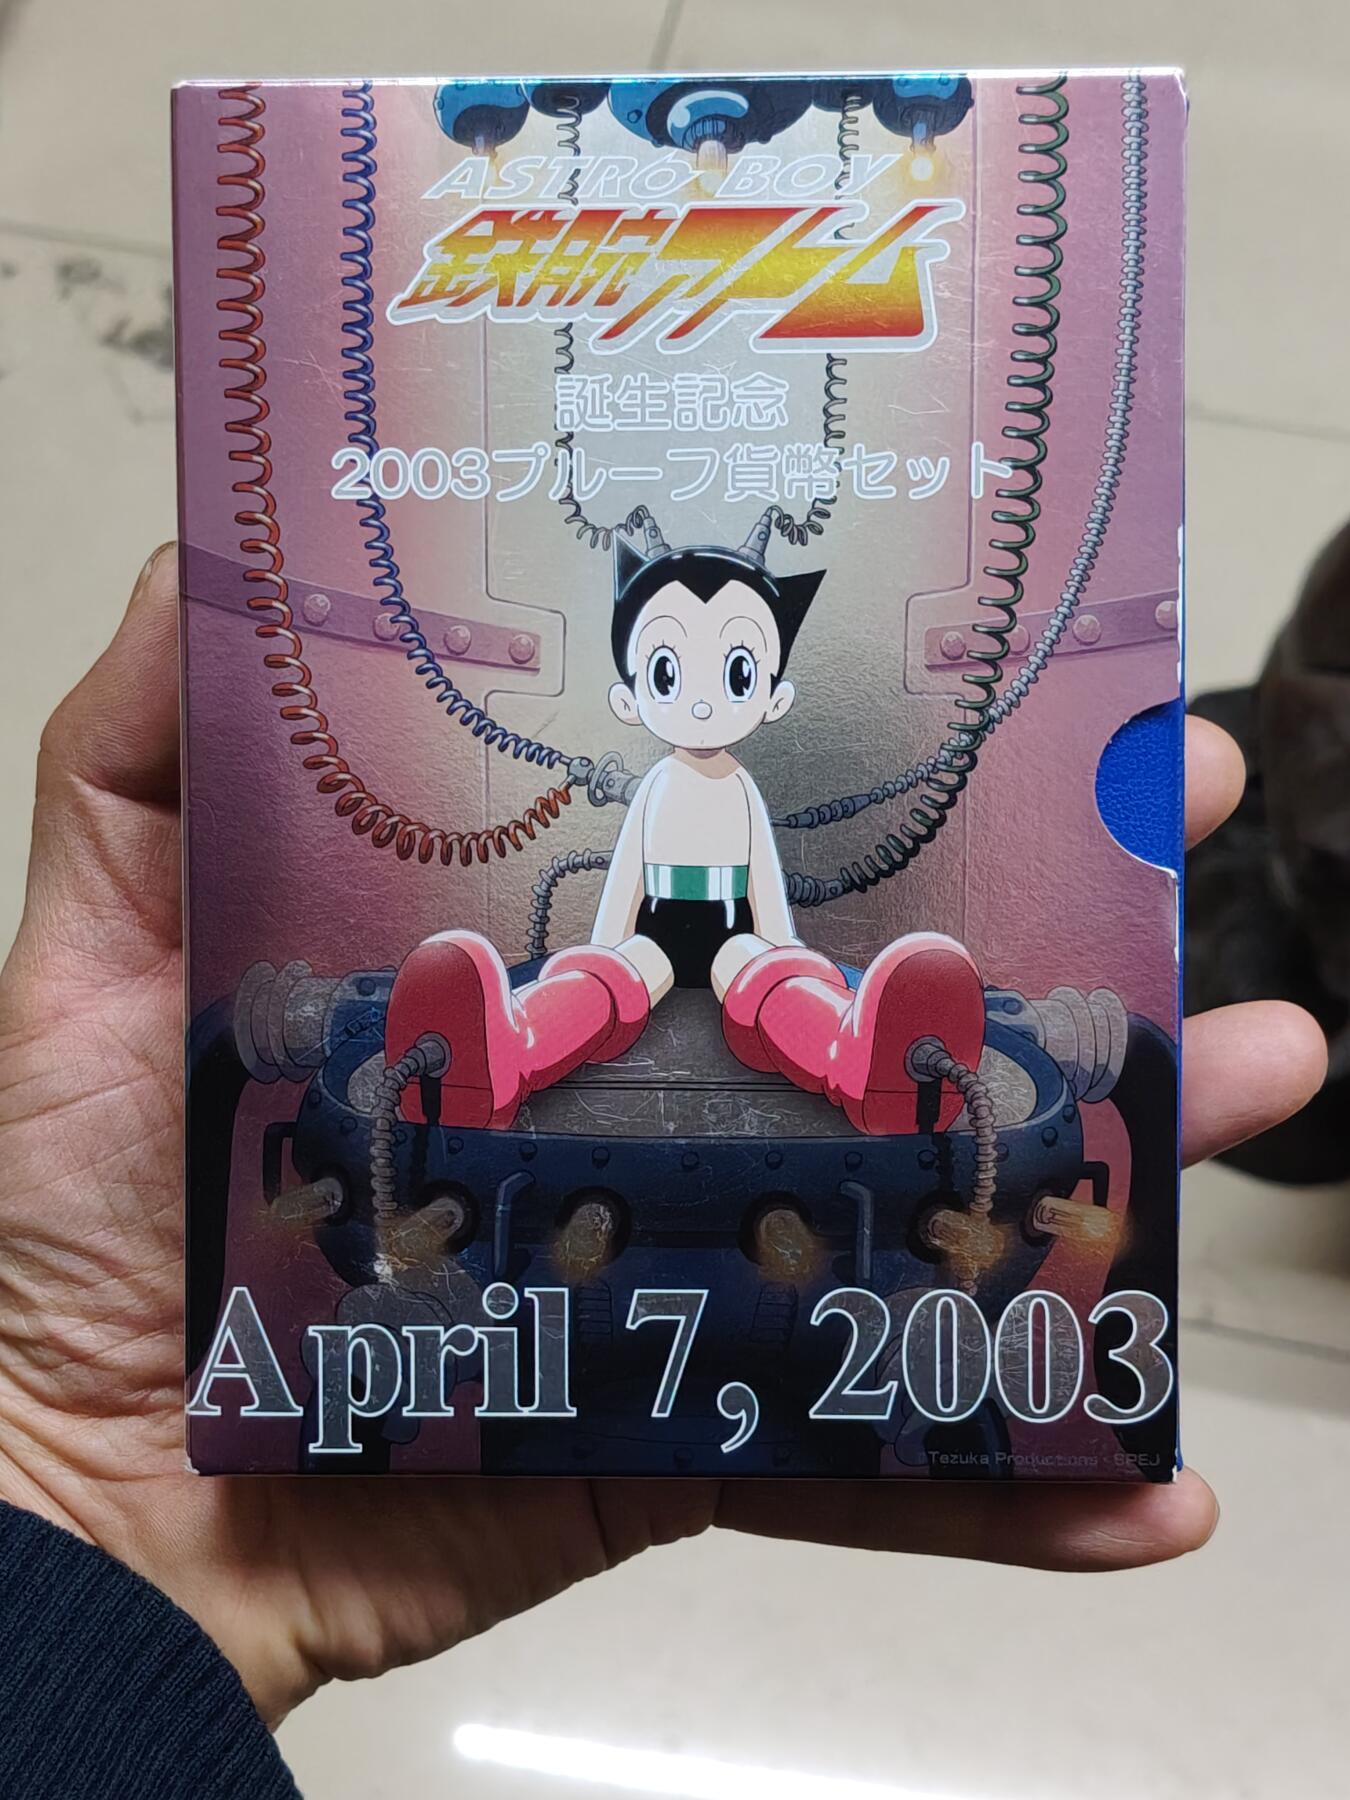 ASTRO BOY
鉄腕アトム
誕生記念
2003プルーフ貨幣セット
April 7, 2003
©Tezuka Productions・SPEJ